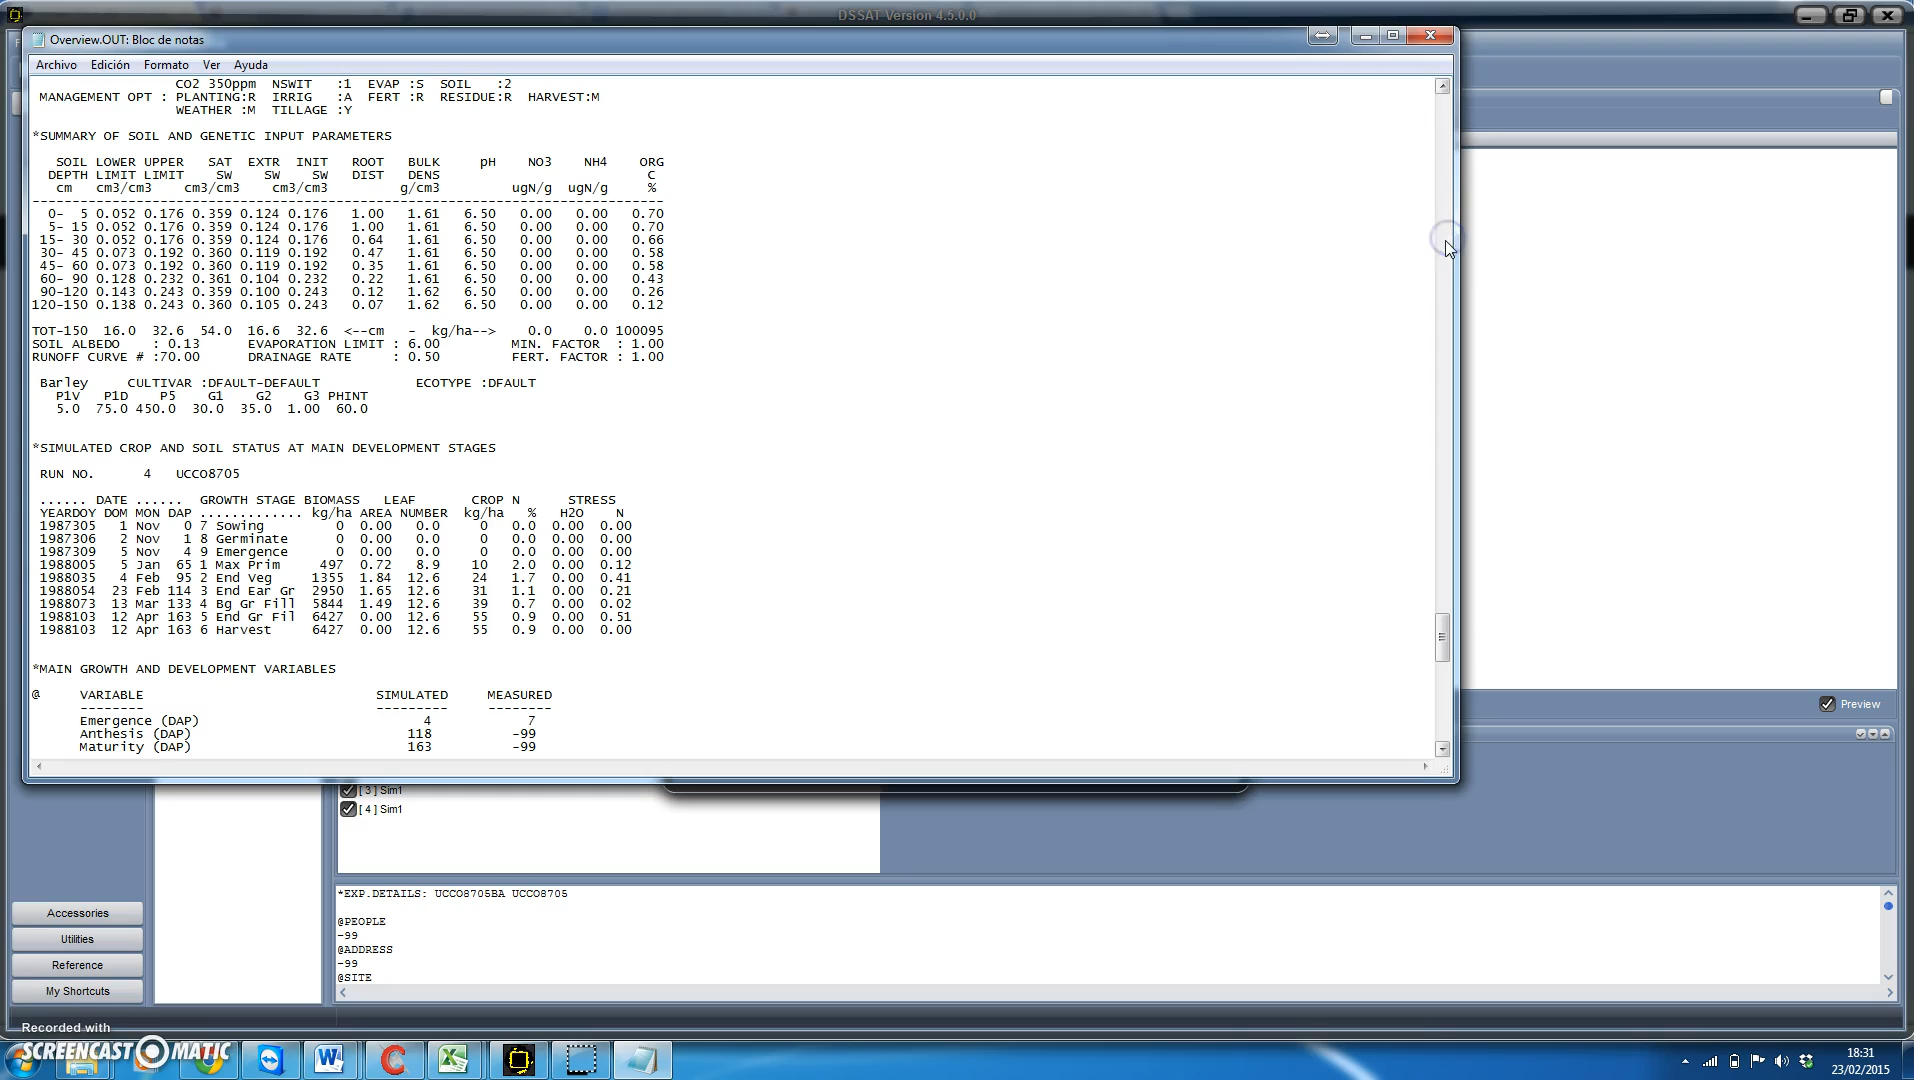 DSSAT Version 4.5.0.0
Overview.OUT: Bloc de notas
Archivo Edición Formato Ver Ayuda
CO2 350ppm NSWIT :1 EVAP :S SOIL :2
MANAGEMENT OPT : PLANTING:R IRRIG :A FERT :R RESIDUE:R HARVEST:M
WEATHER :M TILLAGE :Y
*SUMMARY OF SOIL AND GENETIC INPUT PARAMETERS
SOIL LOWER UPPER SAT EXTR INIT ROOT BULK pH NO3 NH4 ORG
DEPTH LIMIT LIMIT SW SW SW DIST DENS C
cm cm3/cm3 cm3/cm3 cm3/cm3 g/cm3 ugN/g ugN/g %
-------------------------------------------------------------------------------
0- 5 0.052 0.176 0.359 0.124 0.176 1.00 1.61 6.50 0.00 0.00 0.70
5- 15 0.052 0.176 0.359 0.124 0.176 1.00 1.61 6.50 0.00 0.00 0.70
15- 30 0.052 0.176 0.359 0.124 0.176 0.64 1.61 6.50 0.00 0.00 0.66
30- 45 0.073 0.192 0.360 0.119 0.192 0.47 1.61 6.50 0.00 0.00 0.58
45- 60 0.073 0.192 0.360 0.119 0.192 0.35 1.61 6.50 0.00 0.00 0.58
60- 90 0.128 0.232 0.361 0.104 0.232 0.22 1.61 6.50 0.00 0.00 0.43
90-120 0.143 0.243 0.359 0.100 0.243 0.12 1.62 6.50 0.00 0.00 0.26
120-150 0.138 0.243 0.360 0.105 0.243 0.07 1.62 6.50 0.00 0.00 0.12
TOT-150 16.0 32.6 54.0 16.6 32.6 <--cm - kg/ha--> 0.0 0.0 100095
SOIL ALBEDO : 0.13 EVAPORATION LIMIT : 6.00 MIN. FACTOR : 1.00
RUNOFF CURVE # :70.00 DRAINAGE RATE : 0.50 FERT. FACTOR : 1.00
Barley CULTIVAR :DFAULT-DEFAULT ECOTYPE :DFAULT
P1V P1D P5 G1 G2 G3 PHINT
5.0 75.0 450.0 30.0 35.0 1.00 60.0
*SIMULATED CROP AND SOIL STATUS AT MAIN DEVELOPMENT STAGES
RUN NO. 4 UCCO8705
...... DATE ...... GROWTH STAGE BIOMASS LEAF CROP N STRESS
YEARDOY DOM MON DAP ............. kg/ha AREA NUMBER kg/ha % H2O N
1987305 1 Nov 0 7 Sowing 0 0.00 0.0 0 0.0 0.00 0.00
1987306 2 Nov 1 8 Germinate 0 0.00 0.0 0 0.0 0.00 0.00
1987309 5 Nov 4 9 Emergence 0 0.00 0.0 0 0.0 0.00 0.00
1988005 5 Jan 65 1 Max Prim 497 0.72 8.9 10 2.0 0.00 0.12
1988035 4 Feb 95 2 End Veg 1355 1.84 12.6 24 1.7 0.00 0.41
1988054 23 Feb 114 3 End Ear Gr 2950 1.65 12.6 31 1.1 0.00 0.21
1988073 13 Mar 133 4 Bg Gr Fill 5844 1.49 12.6 39 0.7 0.00 0.02
1988103 12 Apr 163 5 End Gr Fil 6427 0.00 12.6 55 0.9 0.00 0.51
1988103 12 Apr 163 6 Harvest 6427 0.00 12.6 55 0.9 0.00 0.00
*MAIN GROWTH AND DEVELOPMENT VARIABLES
@ VARIABLE SIMULATED MEASURED
-------- --------- --------
Emergence (DAP) 4 7
Anthesis (DAP) 118 -99
Maturity (DAP) 163 -99
Preview
[ 3 ] Sim1
[ 4 ] Sim1
*EXP.DETAILS: UCCO8705BA UCCO8705
@PEOPLE
-99
@ADDRESS
-99
@SITE
Accessories
Utilities
Reference
My Shortcuts
Recorded with
SCREENCAST MATIC
18:31
23/02/2015